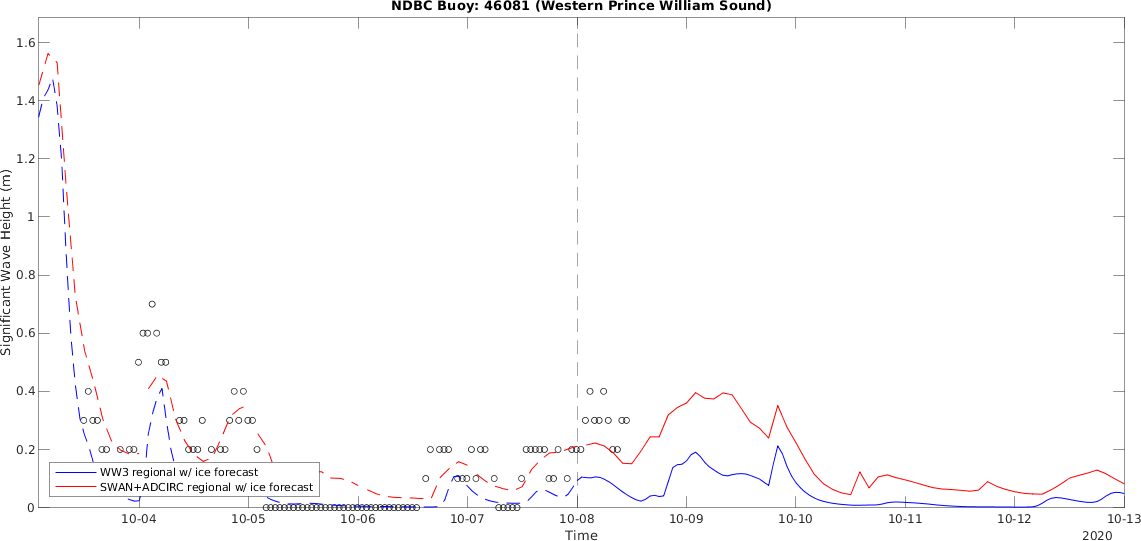 NDBC Buoy: 46081 (Western Prince William Sound)
Significant Wave Height (m)
1.6
1.4
1.2
1
0.8
0.6
0.4
0.2
0
WW3 regional w/ ice forecast
SWAN+ADCIRC regional w/ ice forecast
10-04 10-05 10-06 10-07 10-08 10-09 10-10 10-11 10-12 10-13
Time 2020